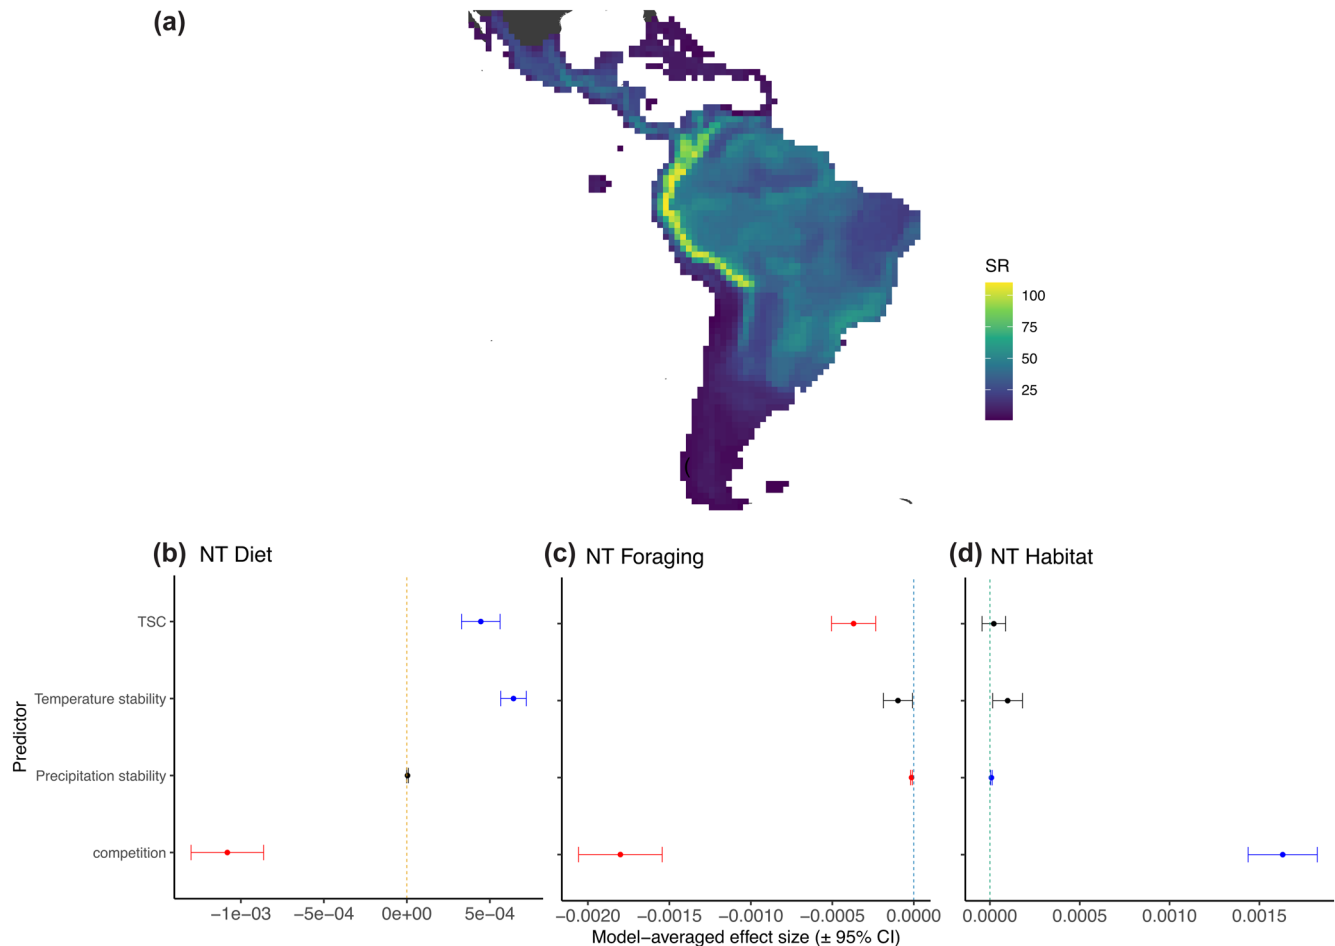 (a)
SR
100
75
50
25
(b) NT Diet
(c) NT Foraging
(d) NT Habitat
Predictor
TSC
Temperature stability
Precipitation stability
competition
−1e−03 −5e−04 0e+00 5e−04
−0.0020 −0.0015 −0.0010 −0.0005 0.0000
0.0000 0.0005 0.0010 0.0015
Model−averaged effect size (± 95% CI)